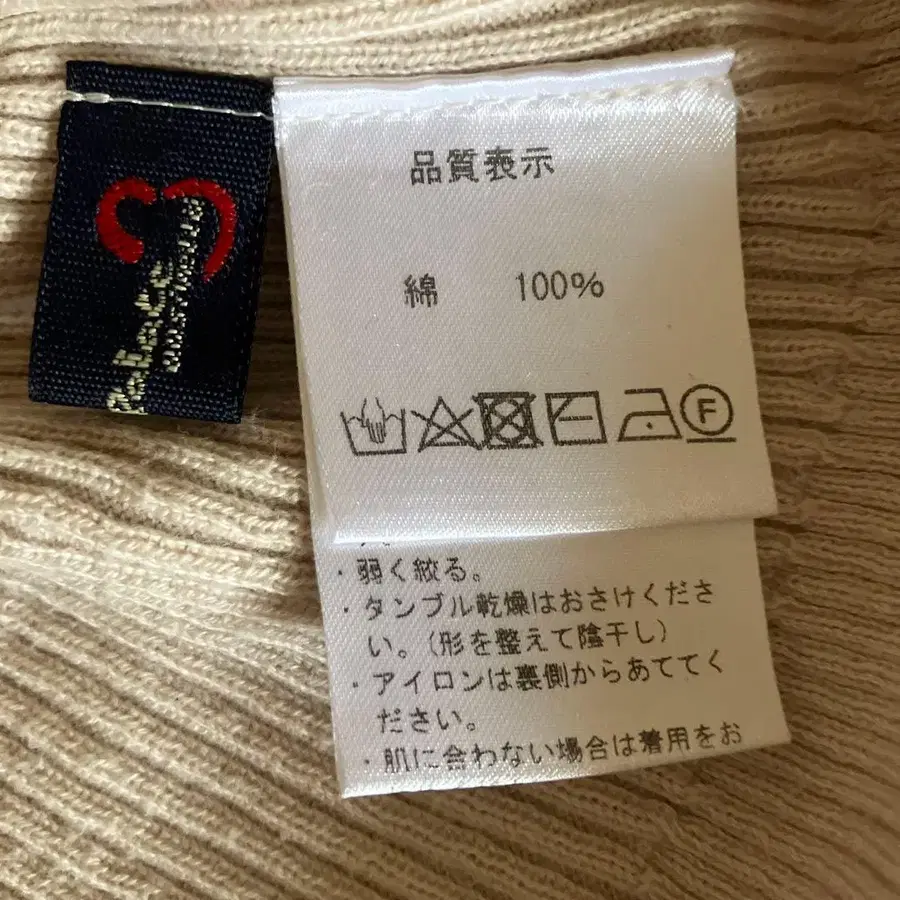 品質表示
綿 100%
F
・弱く絞る。
・タンブル乾燥はおさけくださ
い。(形を整えて陰干し)
・アイロンは裏側からあててく
ださい。
・肌に合わない場合は着用をお